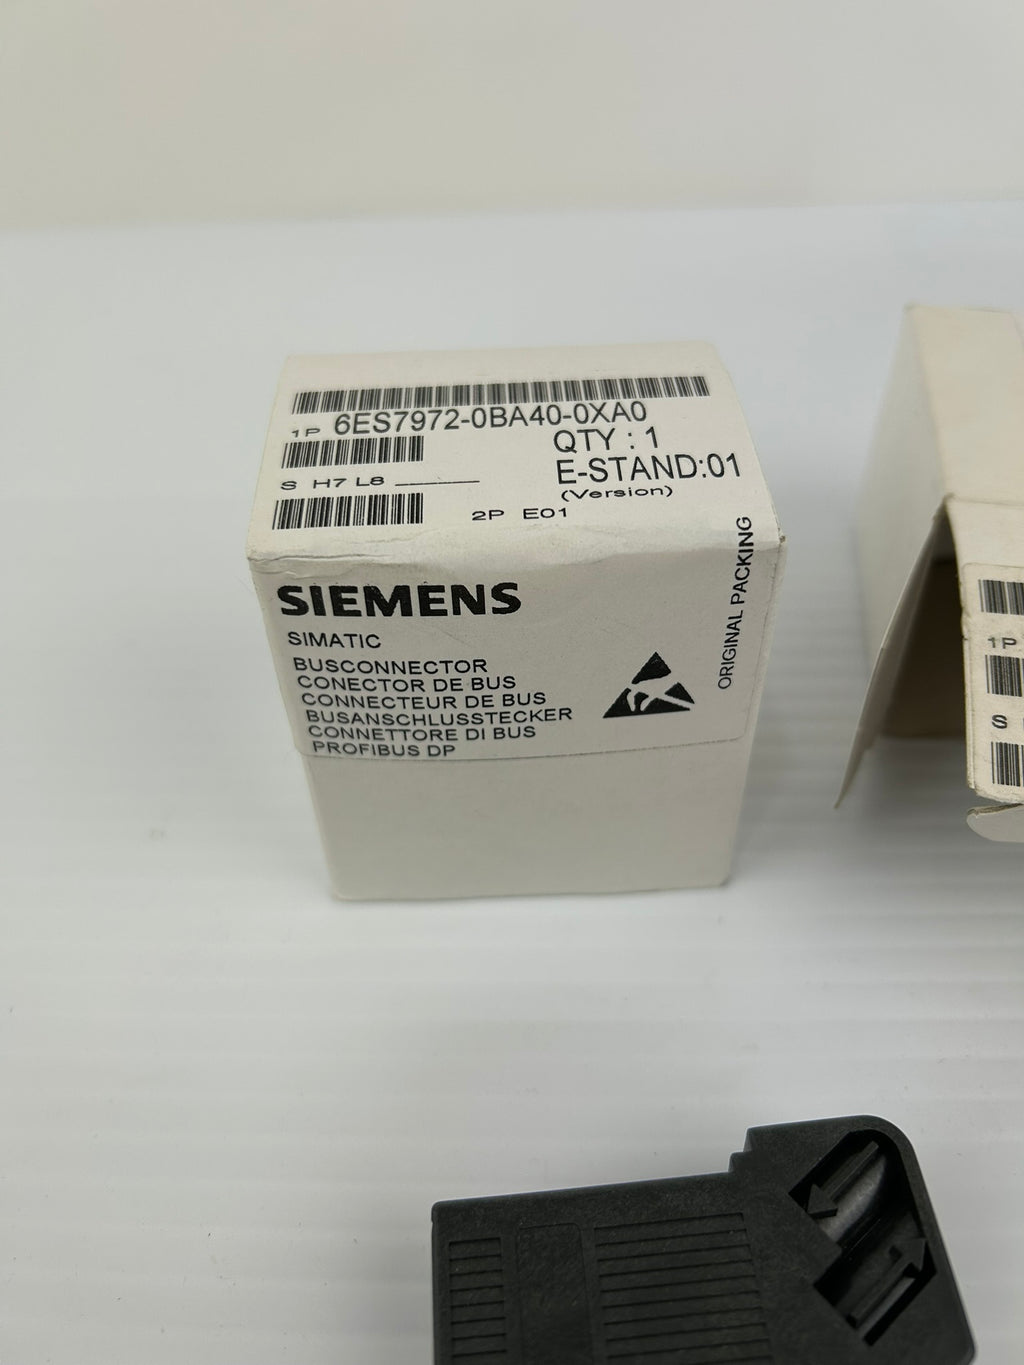 1P 6ES7972-0BA40-0XA0
QTY : 1
S H7 L8
E-STAND:01
(Version)
2P E01
SIEMENS
SIMATIC
BUSCONNECTOR
CONECTOR DE BUS
CONNECTEUR DE BUS
BUSANSCHLUSSTECKER
CONNETTORE DI BUS
PROFIBUS DP
ORIGINAL PACKING
1P
S